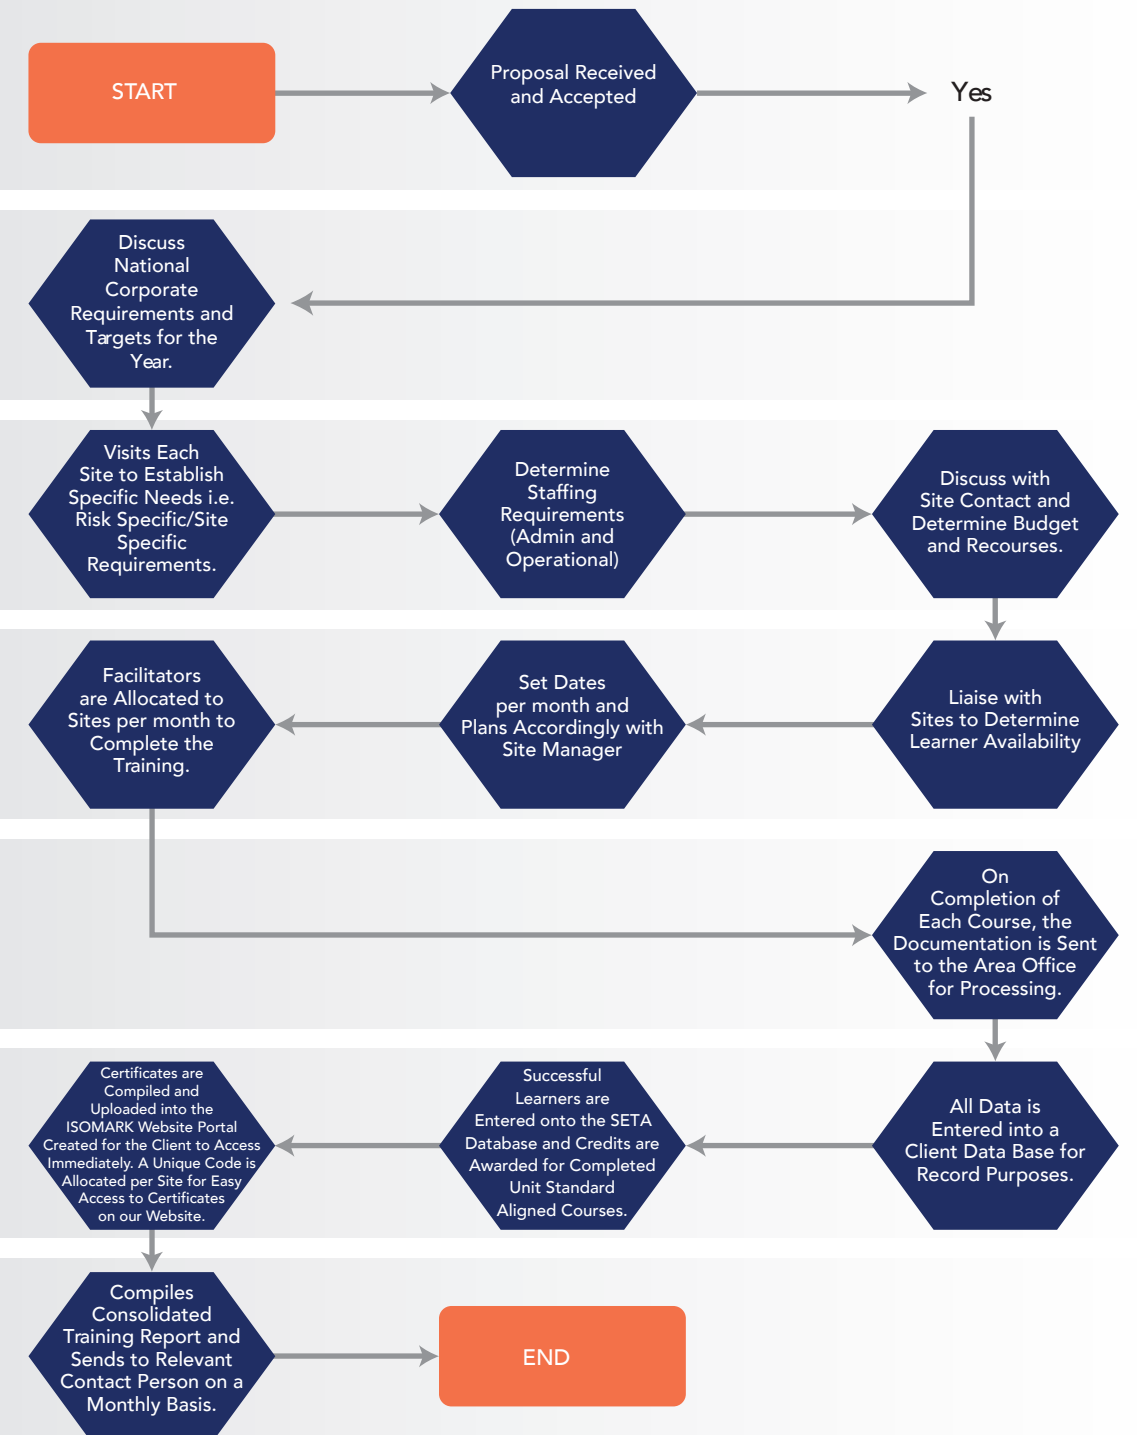 START
Proposal Received
and Accepted
Yes
Discuss
National
Corporate
Requirements and
Targets for the
Year.
Visits Each
Site to Establish
Specific Needs i.e.
Risk Specific/Site
Specific
Requirements.
Determine
Staffing
Requirements
(Admin and
Operational)
Discuss with
Site Contact and
Determine Budget
and Recourses.
Liaise with
Sites to Determine
Learner Availability
Set Dates
per month and
Plans Accordingly with
Site Manager
Facilitators
are Allocated to
Sites per month to
Complete the
Training.
On
Completion of
Each Course, the
Documentation is Sent
to the Area Office
for Processing.
All Data is
Entered into a
Client Data Base for
Record Purposes.
Successful
Learners are
Entered onto the SETA
Database and Credits are
Awarded for Completed
Unit Standard
Aligned Courses.
Certificates are
Compiled and
Uploaded into the
ISOMARK Website Portal
Created for the Client to Access
Immediately. A Unique Code is
Allocated per Site for Easy
Access to Certificates
on our Website.
Compiles
Consolidated
Training Report and
Sends to Relevant
Contact Person on a
Monthly Basis.
END